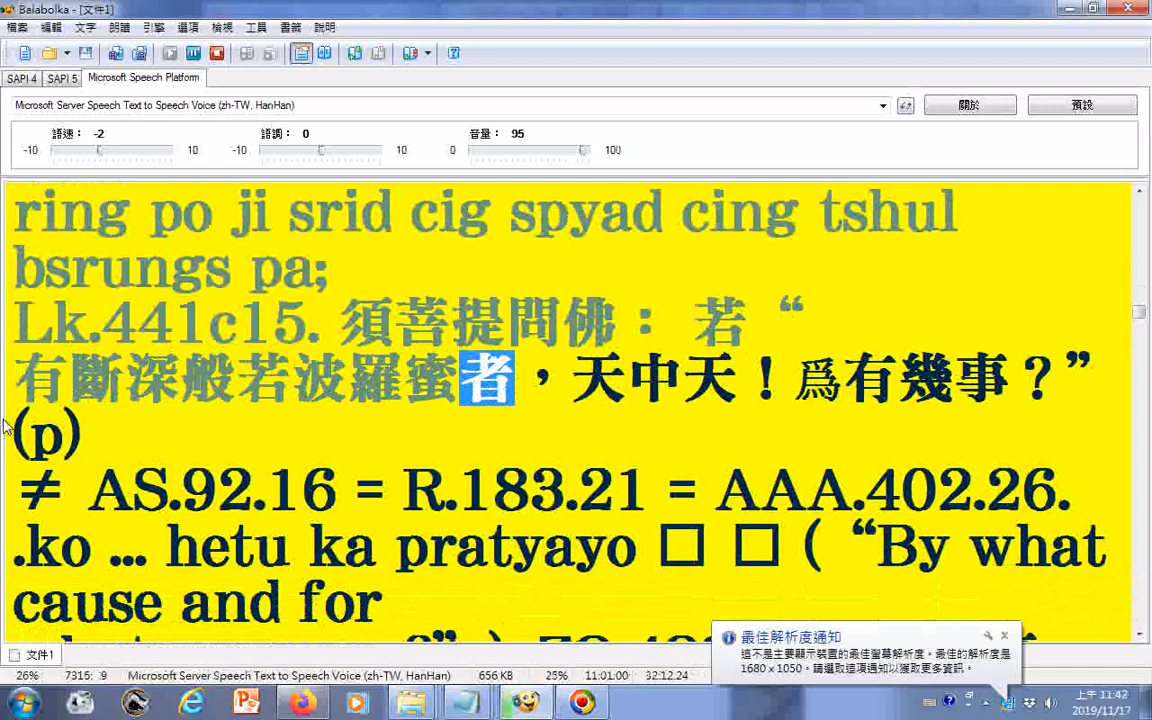 Balabolka - [文件1]
檔案 編輯 文字 朗讀 引擎 選項 檢視 工具 書籤 說明
SAPI 4 SAPI 5 Microsoft Speech Platform
Microsoft Server Speech Text to Speech Voice (zh-TW, HanHan)
關於 預設
語速： -2 語調： 0 音量： 95
-10 10 -10 10 0 100
ring po ji srid cig spyad cing tshul
bsrungs pa;
Lk.441c15. 須菩提問佛： 若“
有斷深般若波羅蜜者，天中天！爲有幾事？”
(p)
≠ AS.92.16 = R.183.21 = AAA.402.26.
.ko ... hetu ka pratyayo □ □ (“By what
cause and for
最佳解析度通知
這不是主要顯示裝置的最佳螢幕解析度。最佳的解析度是
1680 x 1050。請選取這項通知以獲取更多資訊。
文件1
26% Microsoft Server Speech Text to Speech Voice (zh-TW, HanHan) 656 KB 25% 11:01:00 32:12.24
上午 11:42
2019/11/17